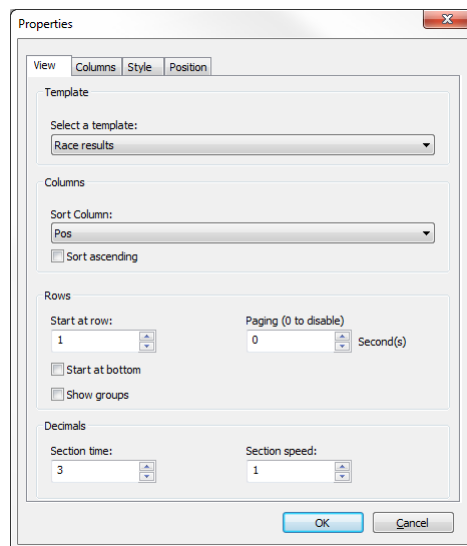 Properties
View Columns Style Position
Template
Select a template:
Race results
Columns
Sort Column:
Pos
Sort ascending
Rows
Start at row: Paging (0 to disable)
1 0 Second(s)
Start at bottom
Show groups
Decimals
Section time: Section speed:
3 1
OK Cancel